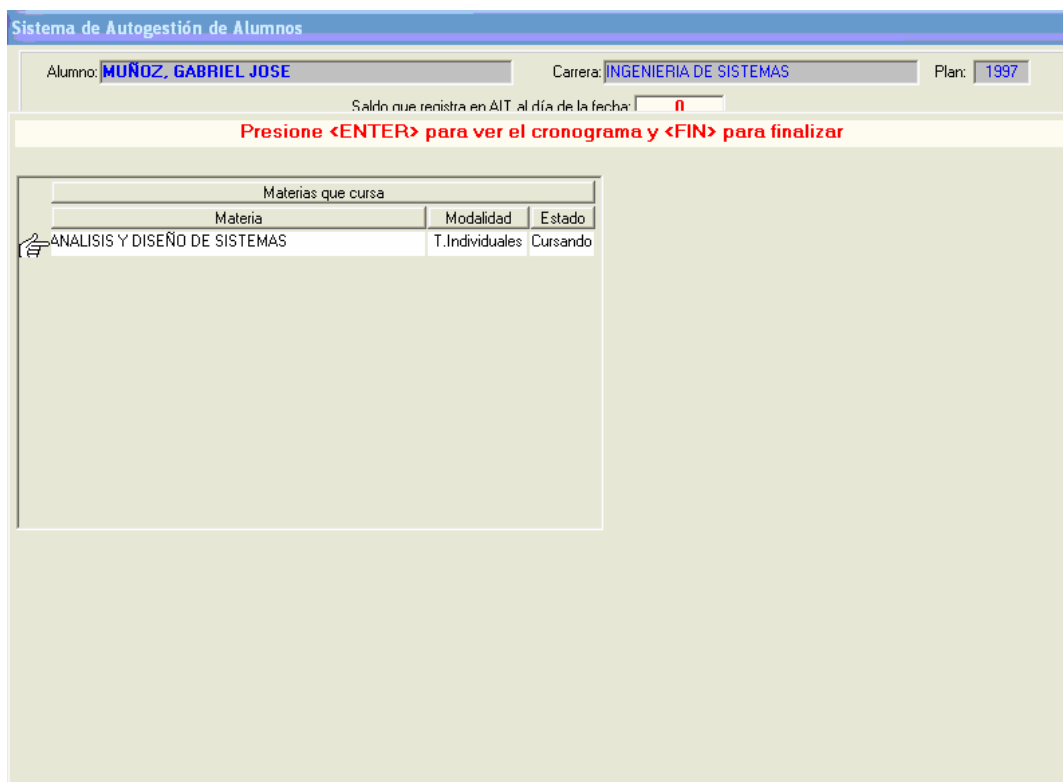 Sistema de Autogestión de Alumnos
Alumno: MUÑOZ, GABRIEL JOSE Carrera: INGENIERIA DE SISTEMAS Plan: 1997
Saldo que registra en AIT al día de la fecha: 0
Presione <ENTER> para ver el cronograma y <FIN> para finalizar
Materias que cursa
Materia Modalidad Estado
ANALISIS Y DISEÑO DE SISTEMAS T.Individuales Cursando